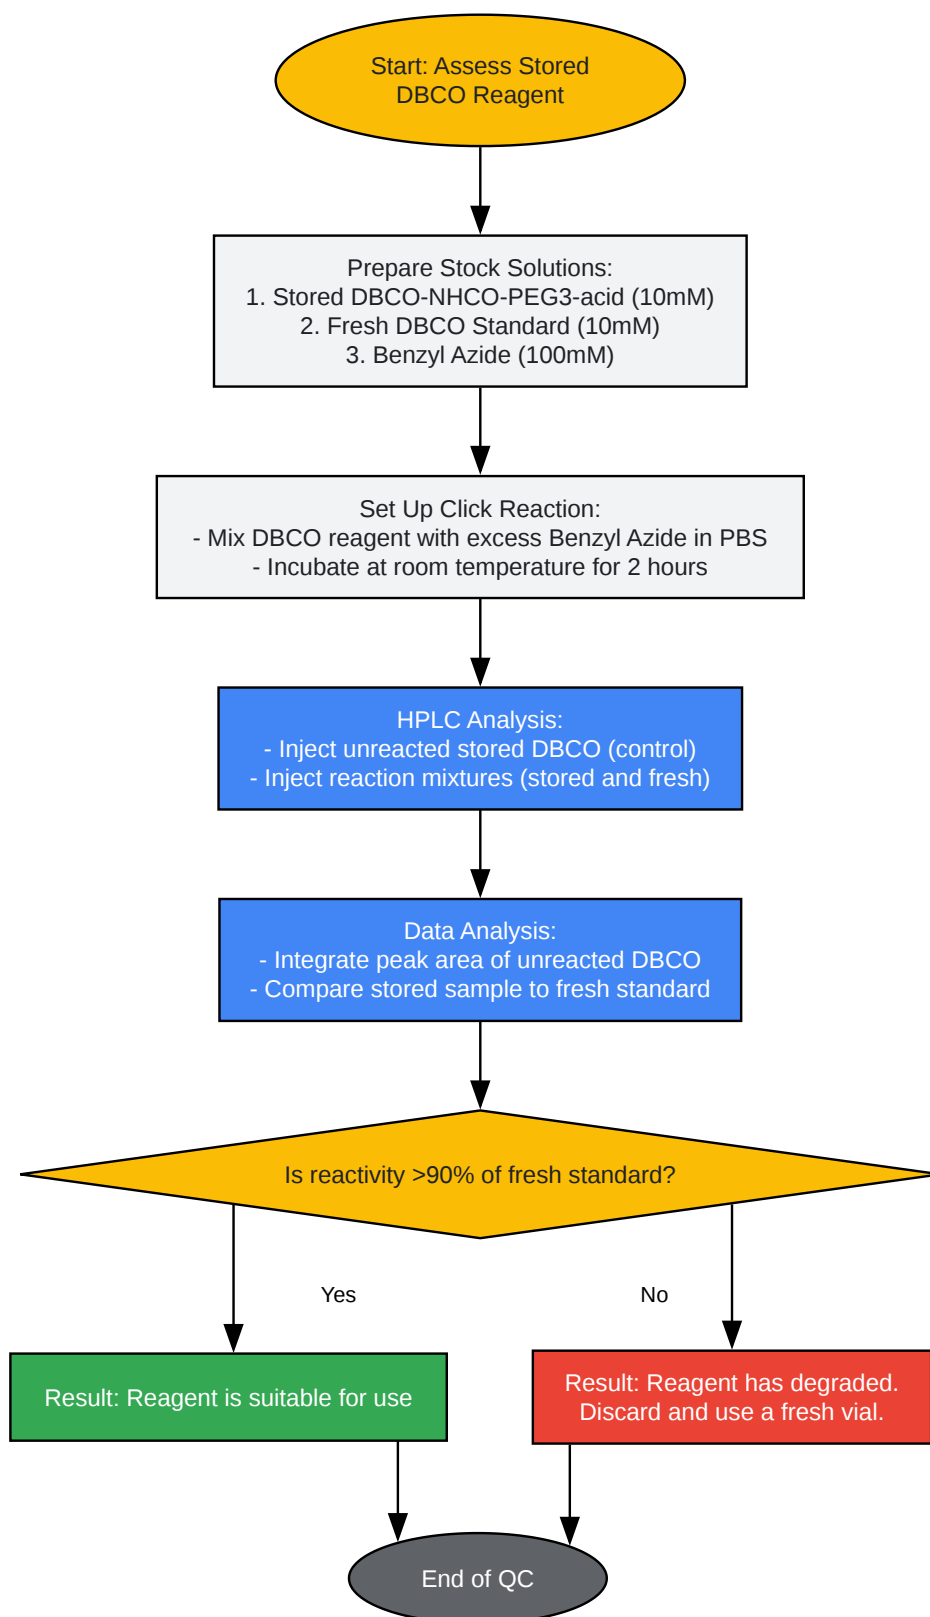 Start: Assess Stored
DBCO Reagent
Prepare Stock Solutions:
1. Stored DBCO-NHCO-PEG3-acid (10mM)
2. Fresh DBCO Standard (10mM)
3. Benzyl Azide (100mM)
Set Up Click Reaction:
- Mix DBCO reagent with excess Benzyl Azide in PBS
- Incubate at room temperature for 2 hours
HPLC Analysis:
- Inject unreacted stored DBCO (control)
- Inject reaction mixtures (stored and fresh)
Data Analysis:
- Integrate peak area of unreacted DBCO
- Compare stored sample to fresh standard
Is reactivity >90% of fresh standard?
Yes
No
Result: Reagent is suitable for use
Result: Reagent has degraded.
Discard and use a fresh vial.
End of QC